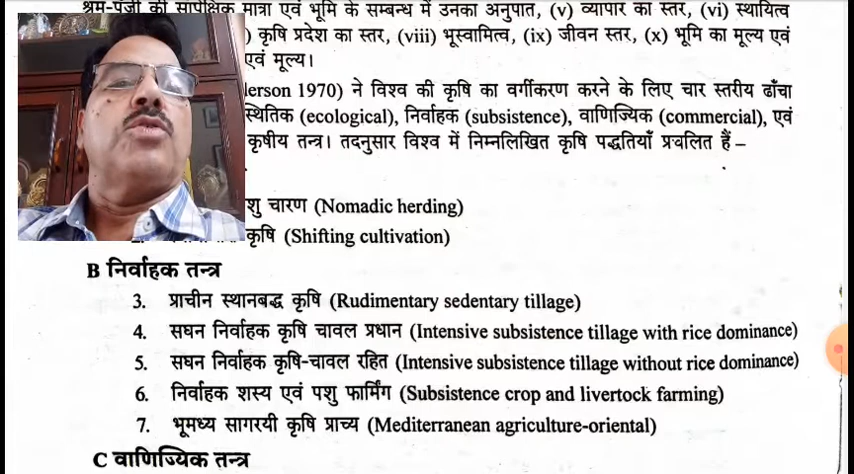 श्रम-पूंजी की सापेक्षिक मात्रा एवं भूमि के सम्बन्ध में उनका अनुपात, (v) व्यापार का स्तर, (vi) स्थायित्व
) कृषि प्रदेश का स्तर, (viii) भूस्वामित्व, (ix) जीवन स्तर, (x) भूमि का मूल्य एवं
एवं मूल्य।
lerson 1970) ने विश्व की कृषि का वर्गीकरण करने के लिए चार स्तरीय ढाँचा
स्थितिक (ecological), निर्वाहक (subsistence), वाणिज्यिक (commercial), एवं
कृषीय तन्त्र। तदनुसार विश्व में निम्नलिखित कृषि पद्धतियाँ प्रचलित हैं –
शु चारण (Nomadic herding)
कृषि (Shifting cultivation)
B निर्वाहक तन्त्र
3. प्राचीन स्थानबद्ध कृषि (Rudimentary sedentary tillage)
4. सघन निर्वाहक कृषि चावल प्रधान (Intensive subsistence tillage with rice dominance)
5. सघन निर्वाहक कृषि-चावल रहित (Intensive subsistence tillage without rice dominance)
6. निर्वाहक शस्य एवं पशु फार्मिंग (Subsistence crop and livertock farming)
7. भूमध्य सागरयी कृषि प्राच्य (Mediterranean agriculture-oriental)
C वाणिज्यिक तन्त्र